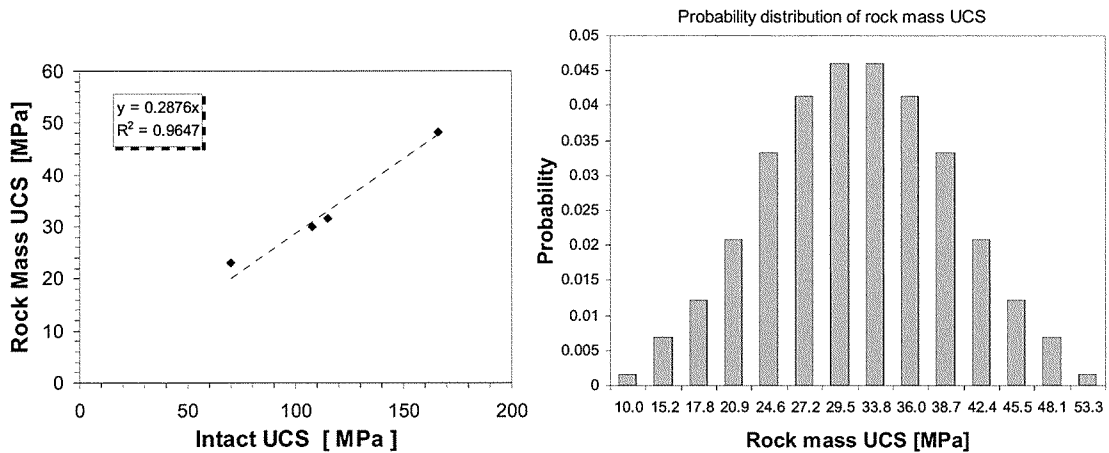 60
50
40
30
20
10
0
Rock Mass UCS [MPa]
y = 0.2876x
R² = 0.9647
0 50 100 150 200
Intact UCS [ MPa ]
Probability distribution of rock mass UCS
0.05
0.045
0.04
0.035
0.03
0.025
0.02
0.015
0.01
0.005
0
Probability
10.0 15.2 17.8 20.9 24.6 27.2 29.5 33.8 36.0 38.7 42.4 45.5 48.1 53.3
Rock mass UCS [MPa]